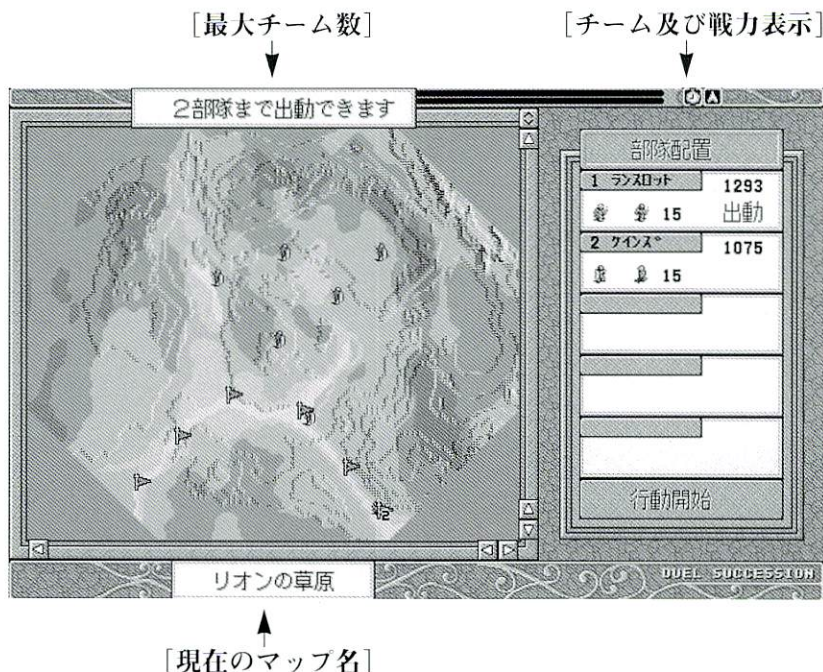 [最大チーム数]
[チーム及び戦力表示]
2部隊まで出動できます
部隊配置
1 ランスロット 1293
15 出動
2 クインズベ 1075
15
2
行動開始
リオンの草原
DUEL SUCCESSION
[現在のマップ名]